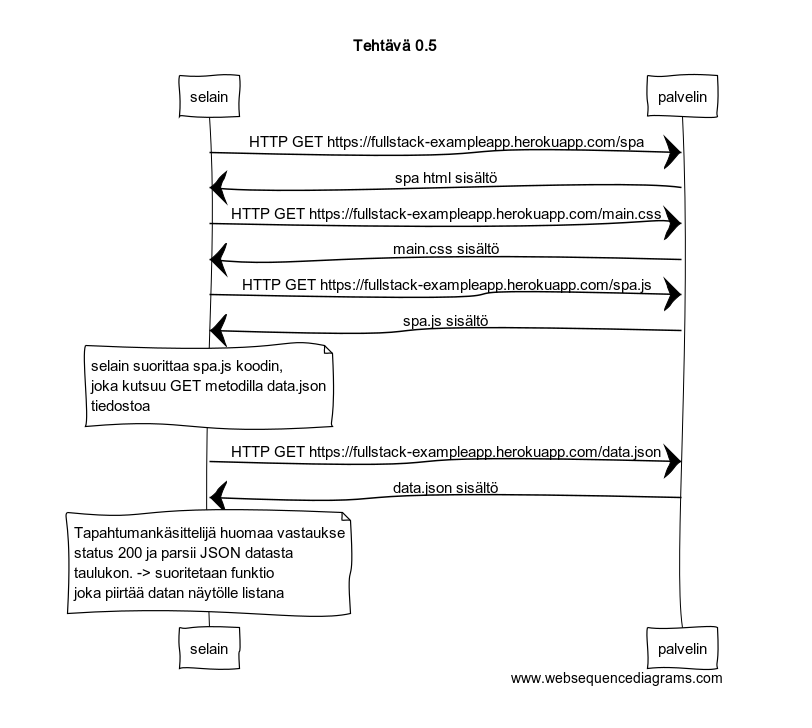 Tehtävä 0.5
selain
palvelin
HTTP GET https://fullstack-exampleapp.herokuapp.com/spa
spa html sisältö
HTTP GET https://fullstack-exampleapp.herokuapp.com/main.css
main.css sisältö
HTTP GET https://fullstack-exampleapp.herokuapp.com/spa.js
spa.js sisältö
selain suorittaa spa.js koodin,
joka kutsuu GET metodilla data.json
tiedostoa
HTTP GET https://fullstack-exampleapp.herokuapp.com/data.json
data.json sisältö
Tapahtumankäsittelijä huomaa vastaukse
status 200 ja parsii JSON datasta
taulukon. -> suoritetaan funktio
joka piirtää datan näytölle listana
selain
palvelin
www.websequencediagrams.com